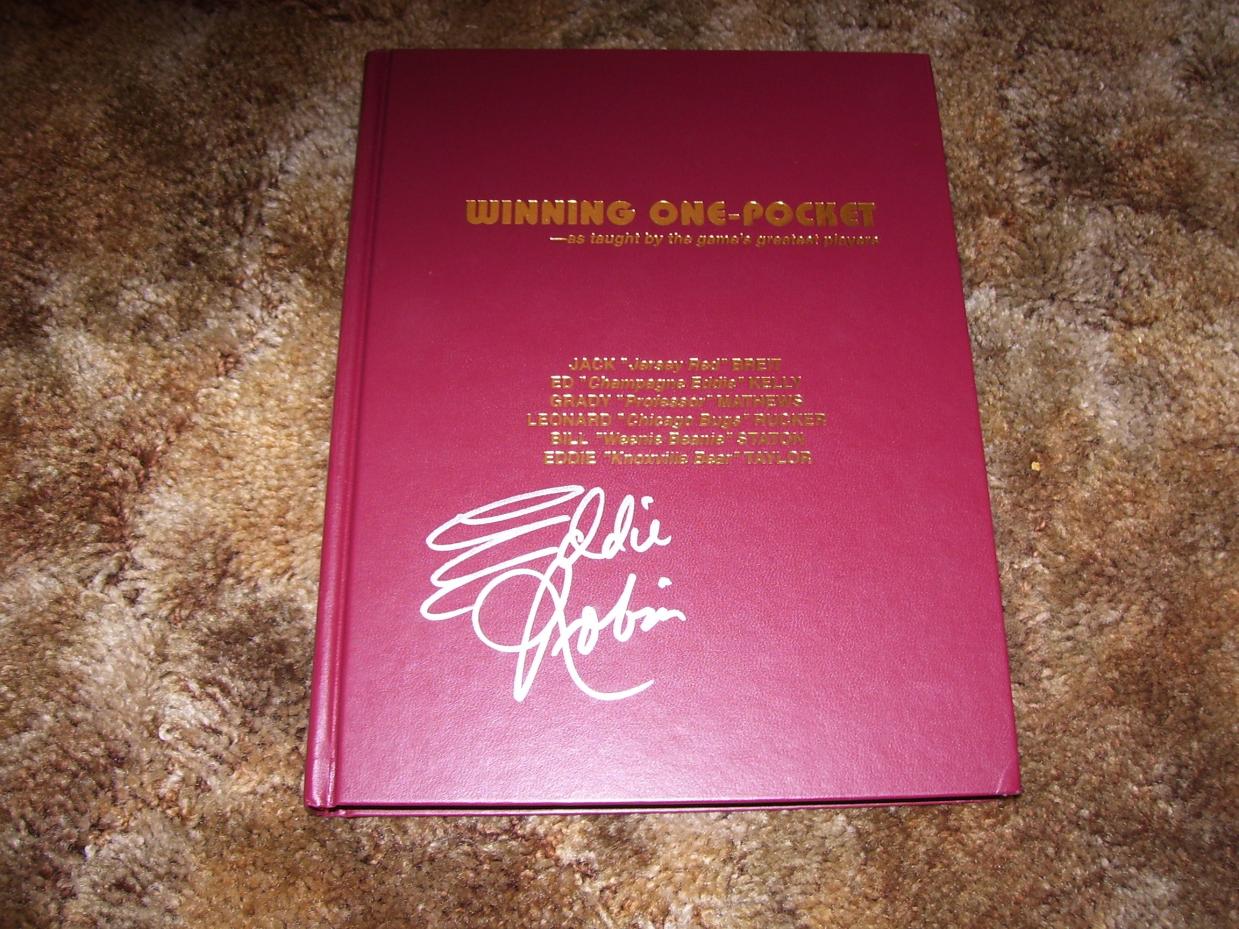 WINNING ONE-POCKET
—as taught by the game's greatest players
JACK "Jersey Red" BREIT
ED "Champagne Eddie" KELLY
GRADY "Professor" MATHEWS
LEONARD "Chicago Bugs" RUCKER
BILL "Weenie Beenie" STATON
EDDIE "Knoxville Bear" TAYLOR
Eddie
Robin